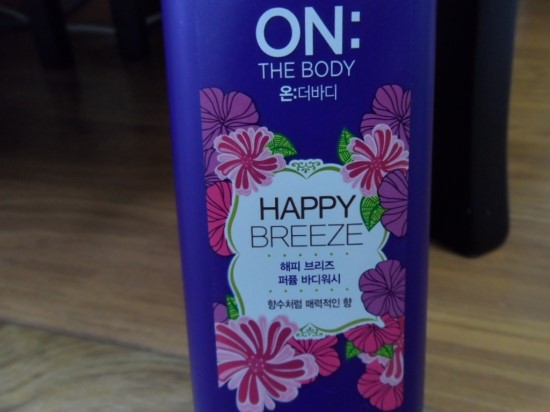 ON:
THE BODY
온:더바디
HAPPY
BREEZE
해피 브리즈
퍼퓸 바디워시
향수처럼 매력적인 향